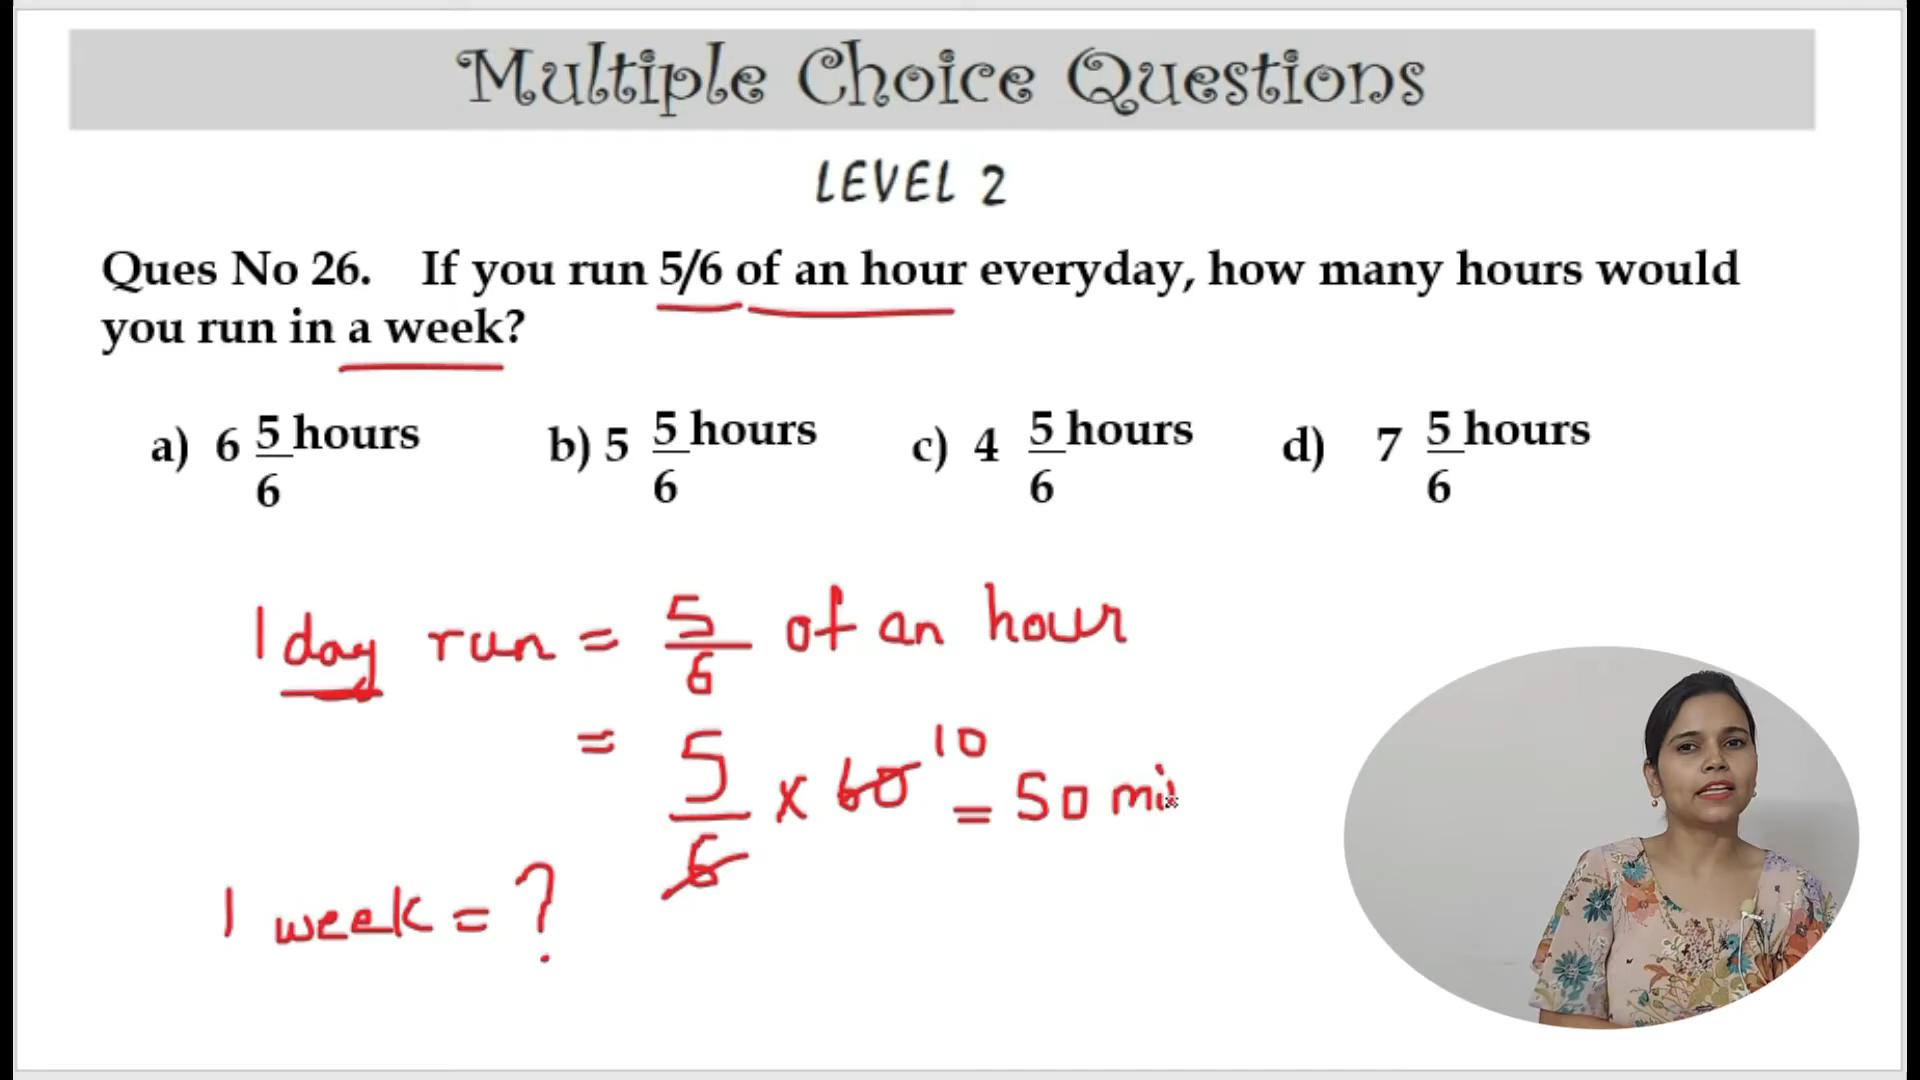 Multiple Choice Questions
LEVEL 2
Ques No 26. If you run 5/6 of an hour everyday, how many hours would
you run in a week?
a) 6 5/6 hours b) 5 5/6 hours c) 4 5/6 hours d) 7 5/6 hours
1 day run = 5/6 of an hour
= 5/6 x 60 10 = 50 mi
1 week = ?